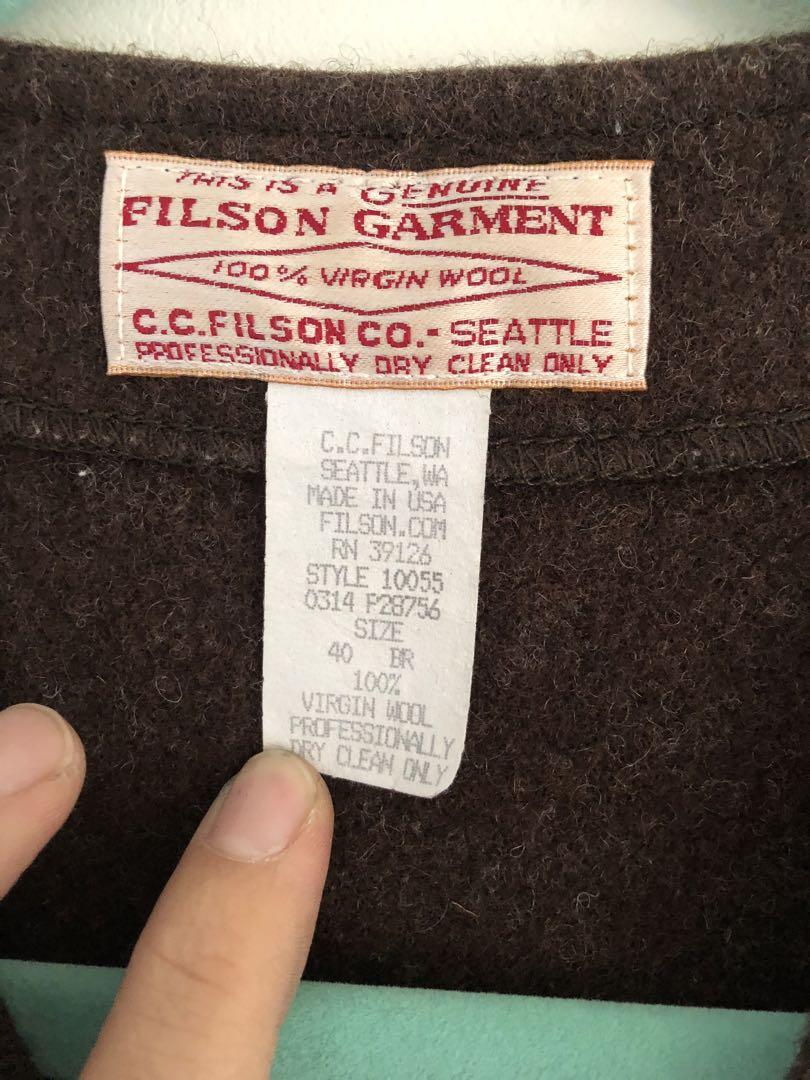 THIS IS A GENUINE
FILSON GARMENT
100% VIRGIN WOOL
C.C.FILSON CO.- SEATTLE
PROFESSIONALLY DRY CLEAN ONLY
C.C.FILSON
SEATTLE,WA
MADE IN USA
FILSON.COM
RN 39126
STYLE 10055
0314 P28756
SIZE
40 BR
100%
VIRGIN WOOL
PROFESSIONALLY
DRY CLEAN ONLY